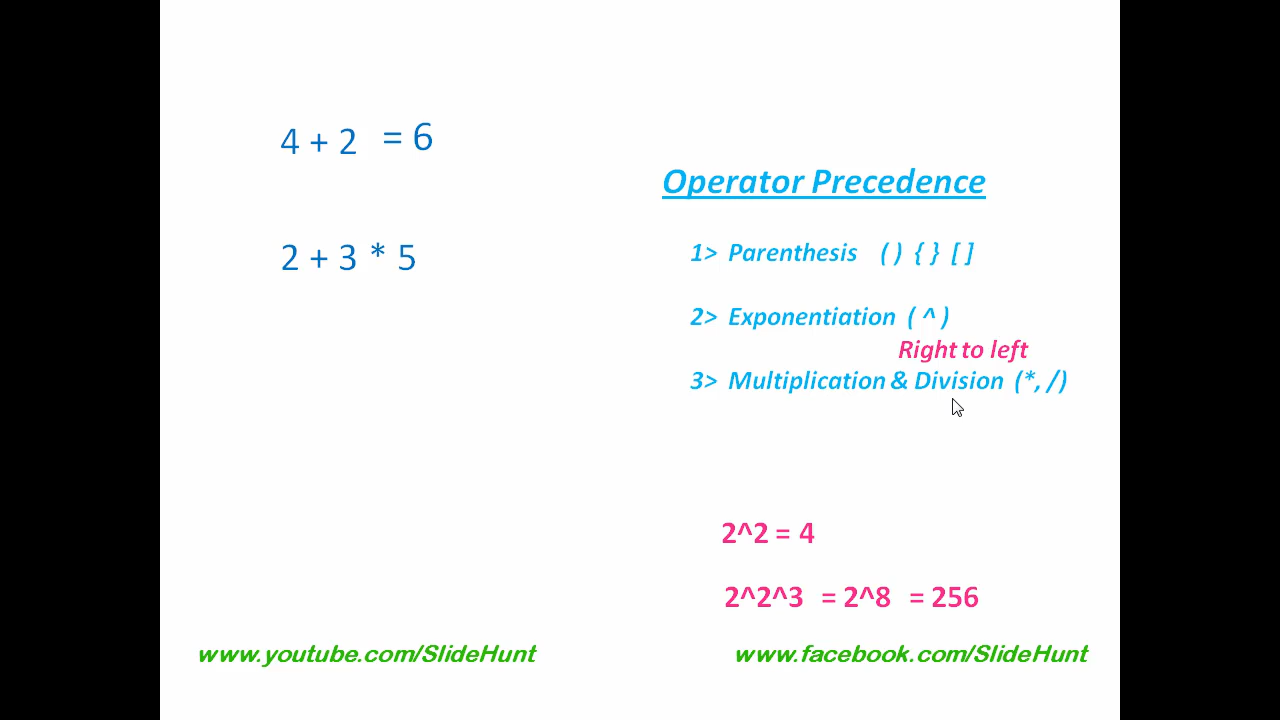 4 + 2 = 6
2 + 3 * 5
Operator Precedence
1> Parenthesis ( ) { } [ ]
2> Exponentiation ( ^ )
Right to left
3> Multiplication & Division (*, /)
2^2 = 4
2^2^3 = 2^8 = 256
www.youtube.com/SlideHunt
www.facebook.com/SlideHunt